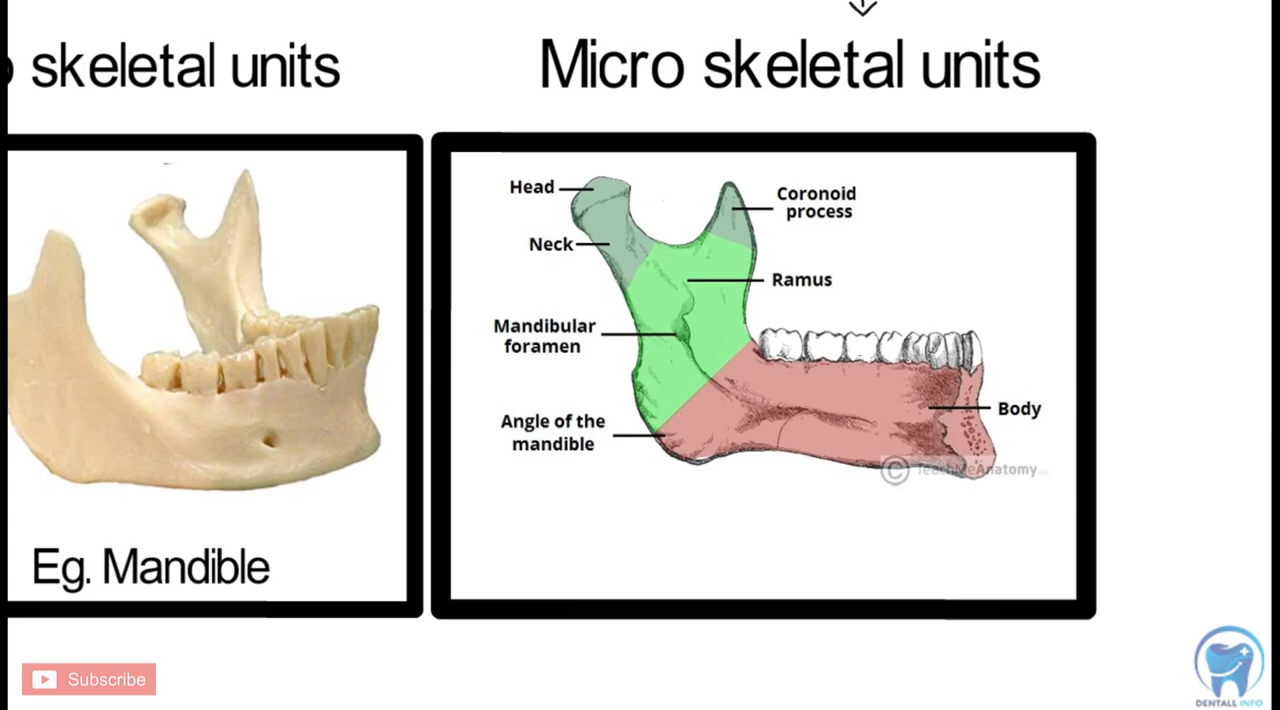 skeletal units
Micro skeletal units
Head
Neck
Mandibular
foramen
Angle of the
mandible
Coronoid
process
Ramus
Body
© TeachMeAnatomy
Eg. Mandible
Subscribe
DENTALL INFO